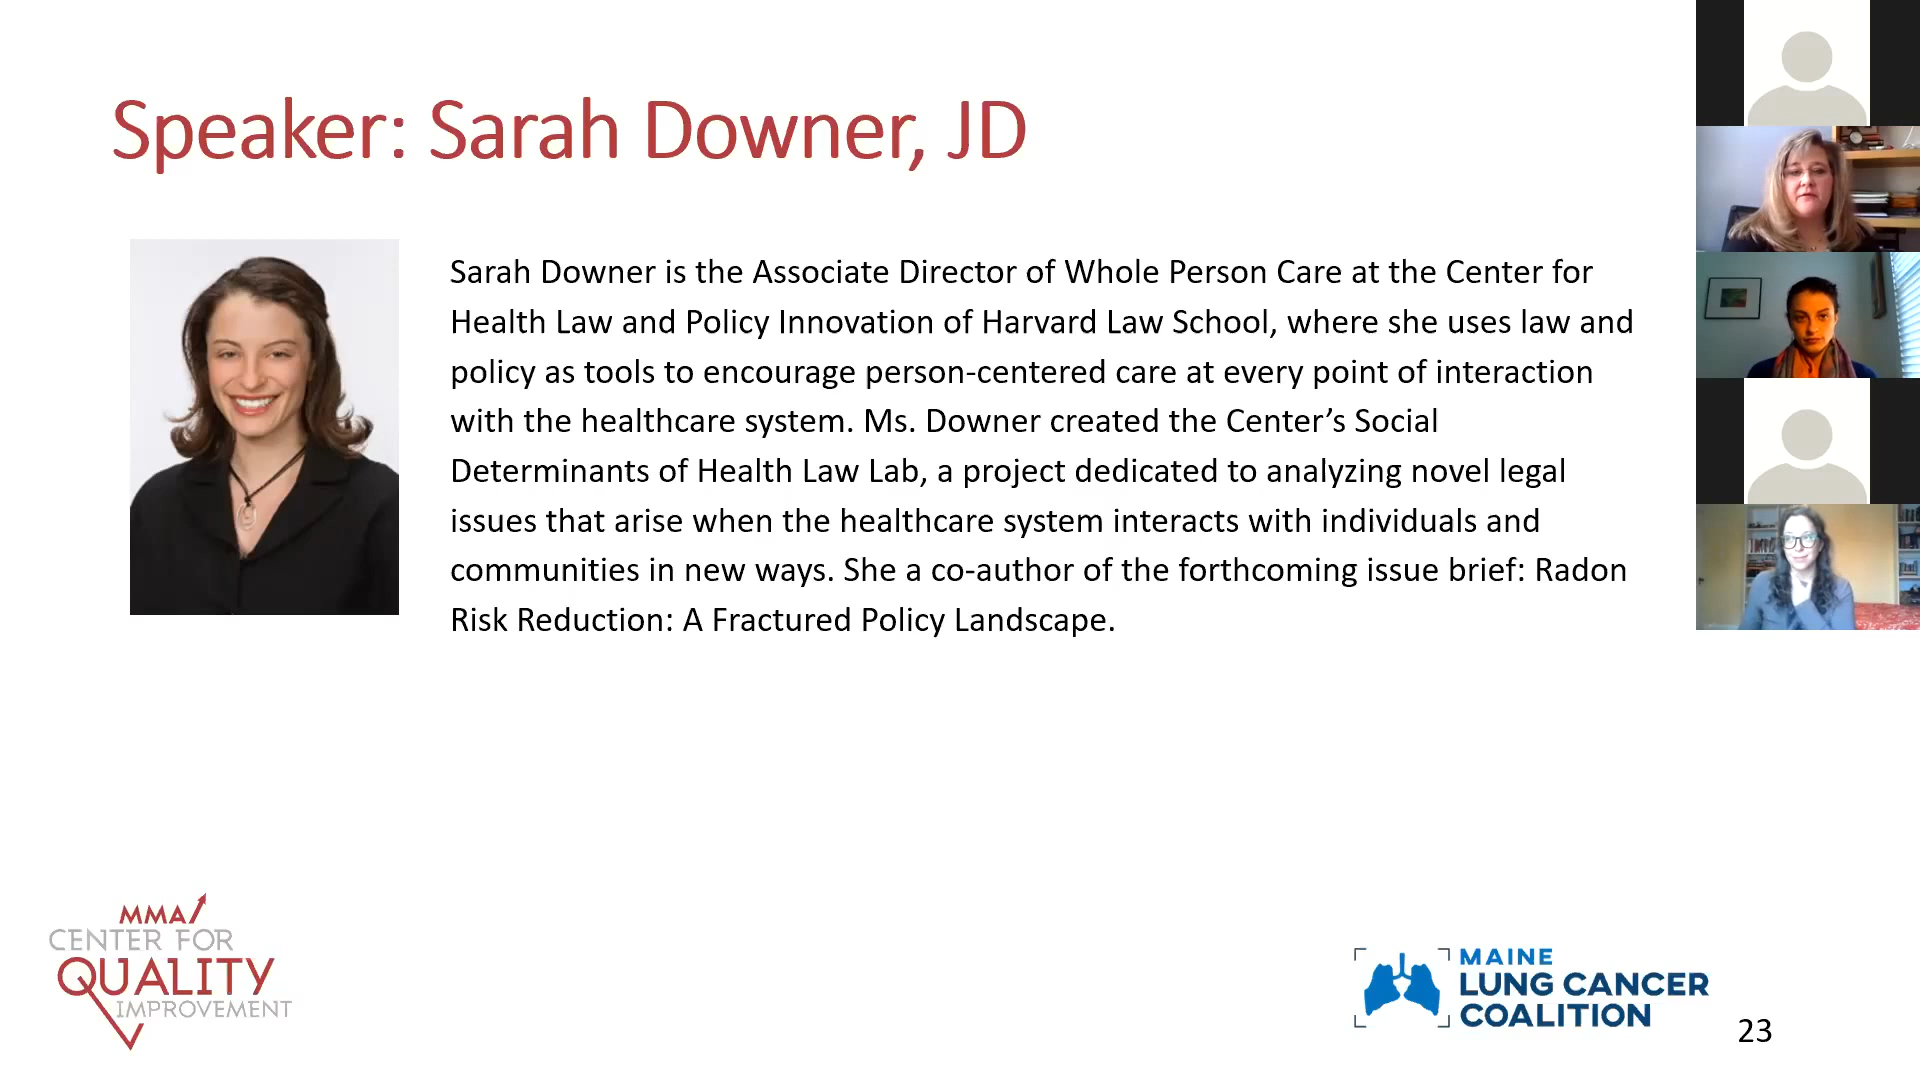 Speaker: Sarah Downer, JD
Sarah Downer is the Associate Director of Whole Person Care at the Center for
Health Law and Policy Innovation of Harvard Law School, where she uses law and
policy as tools to encourage person-centered care at every point of interaction
with the healthcare system. Ms. Downer created the Center’s Social
Determinants of Health Law Lab, a project dedicated to analyzing novel legal
issues that arise when the healthcare system interacts with individuals and
communities in new ways. She a co-author of the forthcoming issue brief: Radon
Risk Reduction: A Fractured Policy Landscape.
MMA
CENTER FOR
QUALITY
IMPROVEMENT
MAINE
LUNG CANCER
COALITION
23